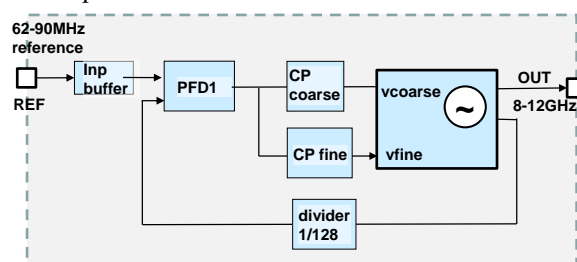 62-90MHz
reference
REF
Inp
buffer
PFD1
CP
coarse
CP fine
vcoarse
~
vfine
OUT
8-12GHz
divider
1/128